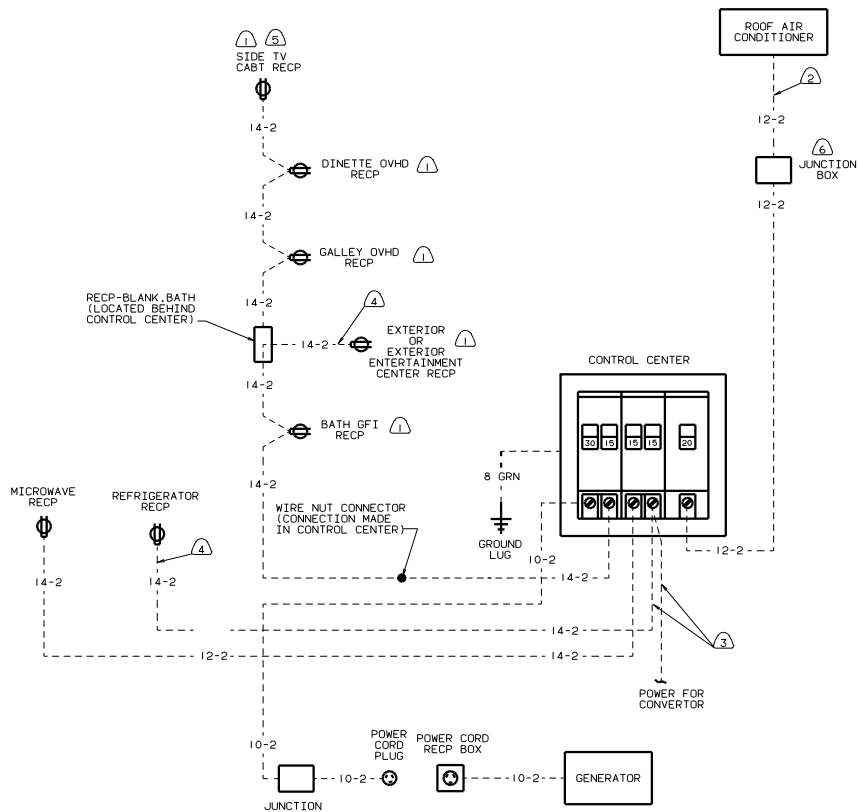 ROOF AIR
CONDITIONER
1 5
SIDE TV
CABT RECP
2
14-2
12-2
6
JUNCTION
BOX
DINETTE OVHD
RECP
1
12-2
14-2
GALLEY OVHD
RECP
1
RECP-BLANK,BATH
(LOCATED BEHIND
CONTROL CENTER)
14-2
4
14-2
EXTERIOR
OR
EXTERIOR
ENTERTAINMENT
CENTER RECP
1
CONTROL CENTER
14-2
BATH GFI
RECP
1
30 15 15 15 20
8 GRN
14-2
MICROWAVE
RECP
REFRIGERATOR
RECP
WIRE NUT CONNECTOR
(CONNECTION MADE
IN CONTROL CENTER)
GROUND
LUG
4
10-2
12-2
14-2
14-2
14-2
14-2
3
12-2
14-2
POWER FOR
CONVERTOR
10-2
POWER
CORD
PLUG
POWER CORD
RECP BOX
10-2
10-2
GENERATOR
JUNCTION